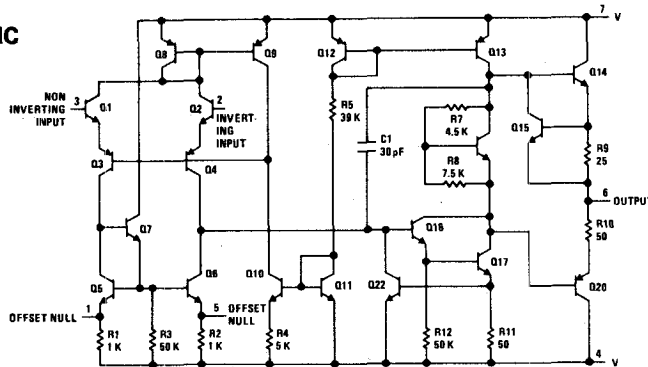 IC
7 V
Q8
Q9
Q12
Q13
Q14
NON
INVERTING
INPUT
3
Q1
Q2
2
INVERT
ING
INPUT
R5
39 K
C1
30 pF
R7
4.5 K
R8
7.5 K
Q15
R9
25
6
OUTPUT
R10
50
Q3
Q4
Q7
Q16
Q17
Q5
Q6
Q10
Q11
Q22
Q20
OFFSET NULL
1
5
OFFSET
NULL
R1
1 K
R3
50 K
R2
1 K
R4
5 K
R12
50 K
R11
50
4
V